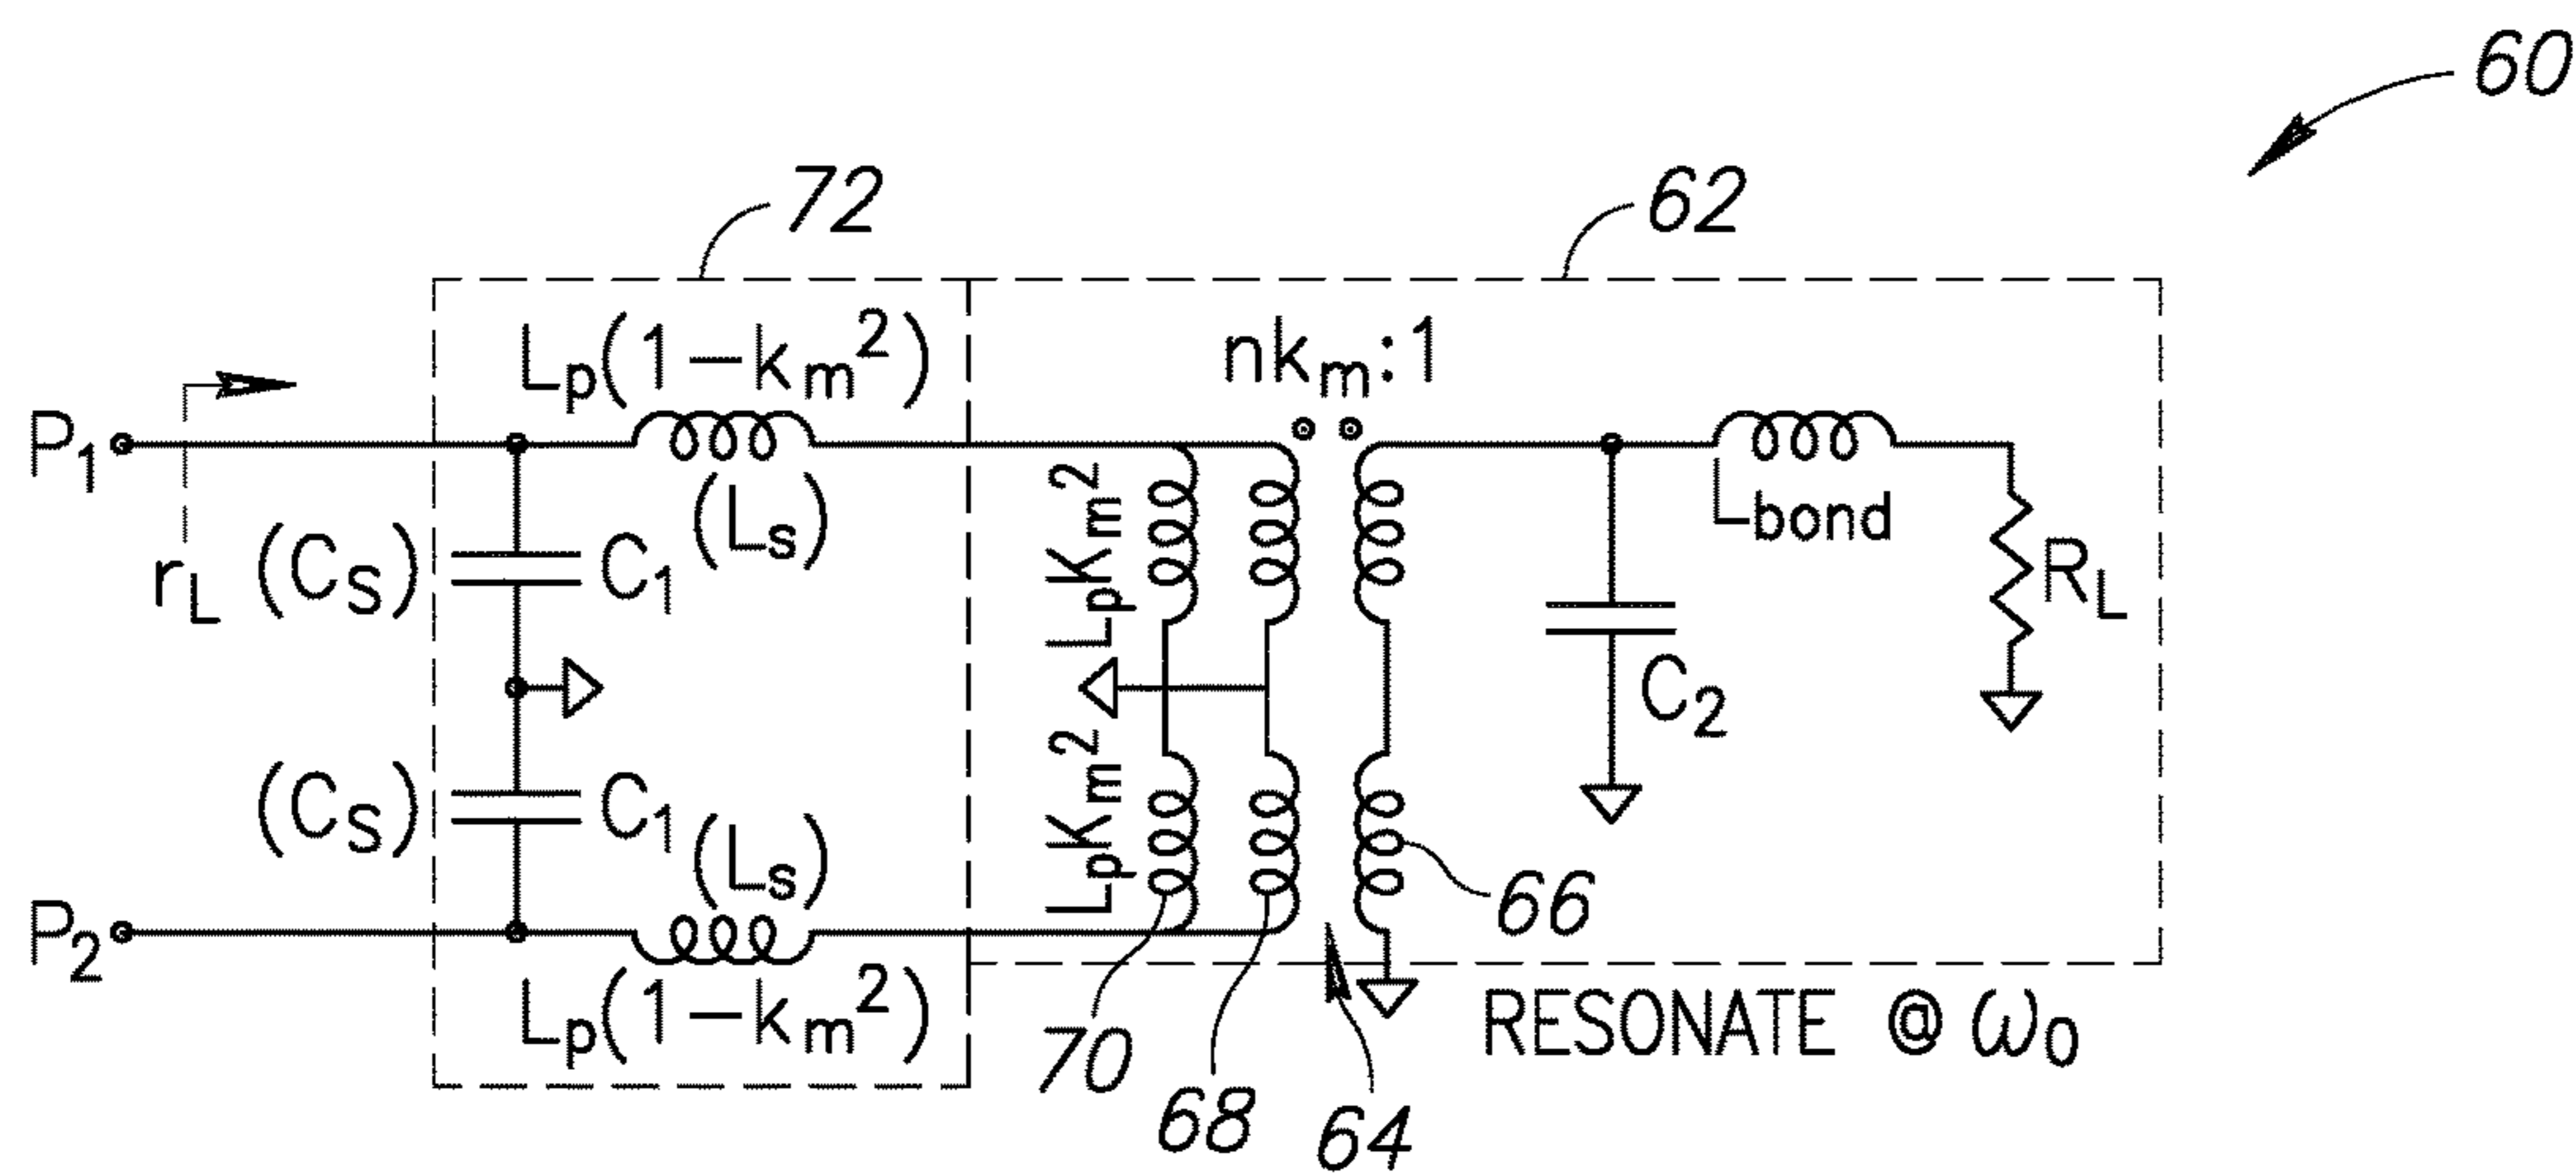 60
72
62
Lp(1-km²)
nkm:1
P1
(Ls)
LpKm²
Lbond
rL
(Cs)
C1
RL
C2
(Cs)
C1
(Ls)
LpKm²
66
P2
Lp(1-km²)
RESONATE @ ω0
70
68
64